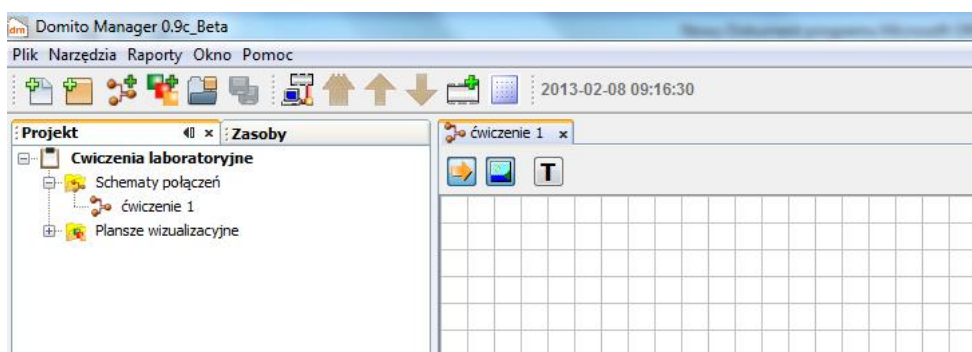 dm Domito Manager 0.9c_Beta
Plik Narzędzia Raporty Okno Pomoc
2013-02-08 09:16:30
Projekt
Zasoby
Cwiczenia laboratoryjne
Schematy połączeń
ćwiczenie 1
Plansze wizualizacyjne
ćwiczenie 1
T